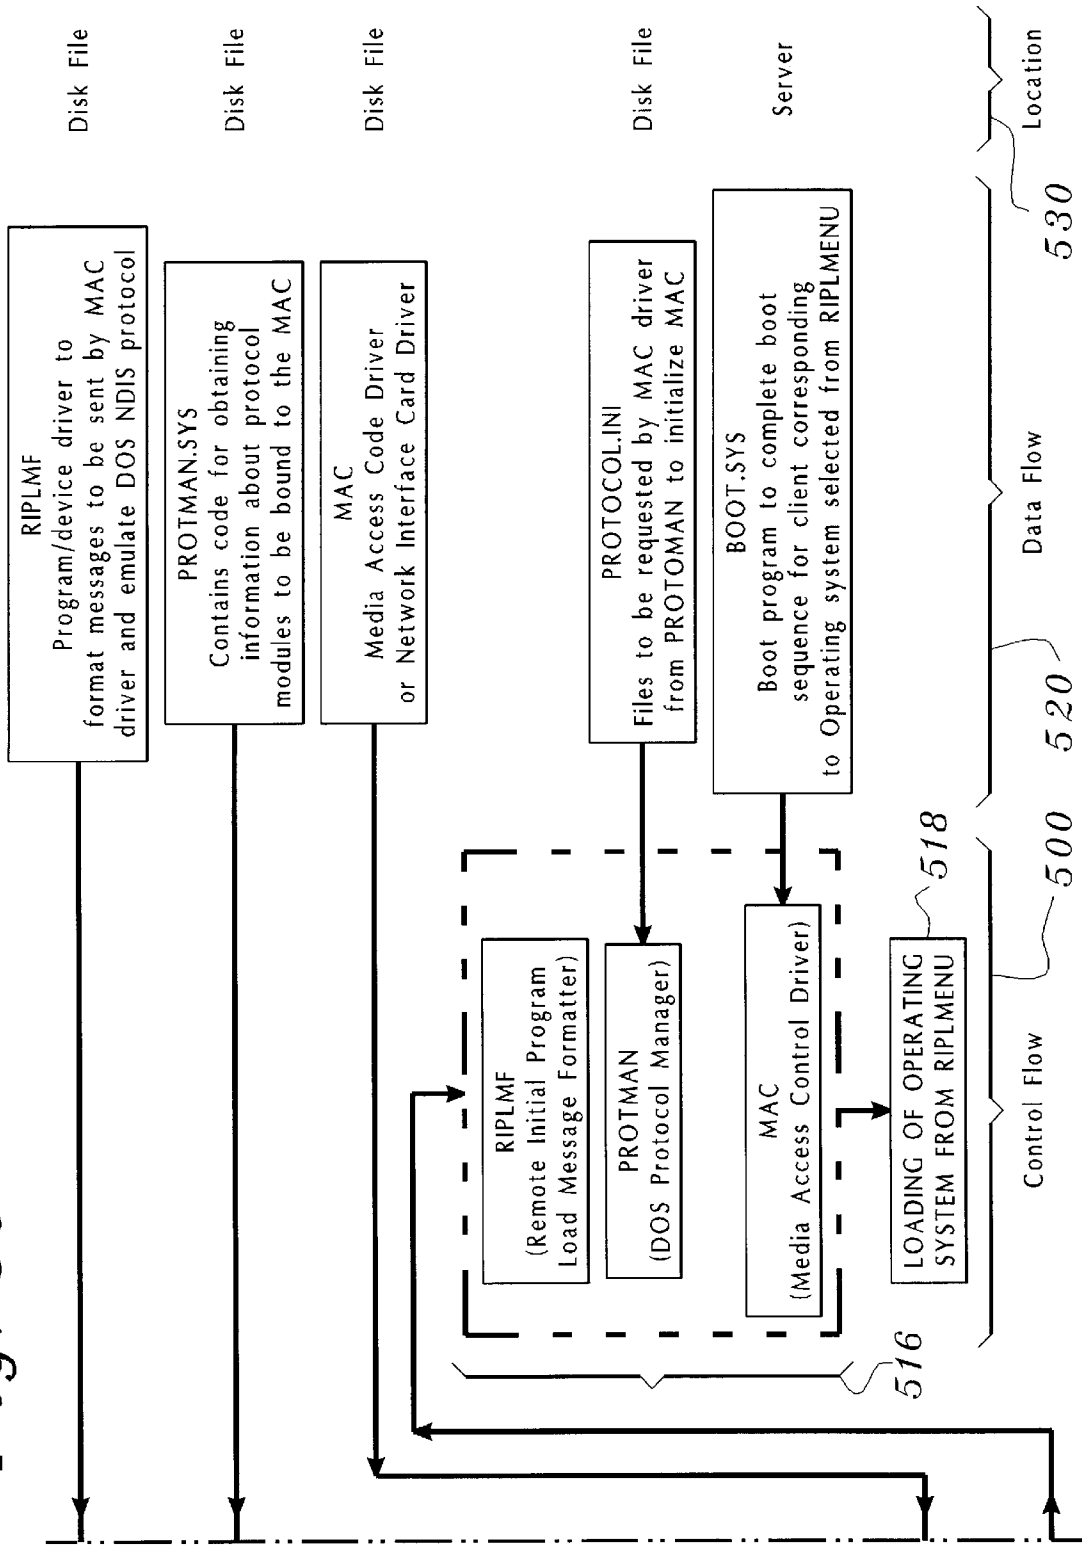 RIPLMF
Program/device driver to
format messages to be sent by MAC
driver and emulate DOS NDIS protocol
Disk File
PROTMAN.SYS
Contains code for obtaining
information about protocol
modules to be bound to the MAC
Disk File
MAC
Media Access Code Driver
or Network Interface Card Driver
Disk File
RIPLMF
(Remote Initial Program
Load Message Formatter)
PROTMAN
(DOS Protocol Manager)
PROTOCOL.INI
Files to be requested by MAC driver
from PROTOMAN to initialize MAC
Disk File
MAC
(Media Access Control Driver)
BOOT.SYS
Boot program to complete boot
sequence for client corresponding
to Operating system selected from RIPLMENU
Server
516
LOADING OF OPERATING
SYSTEM FROM RIPLMENU
518
Control Flow
500
Data Flow
520
Location
530